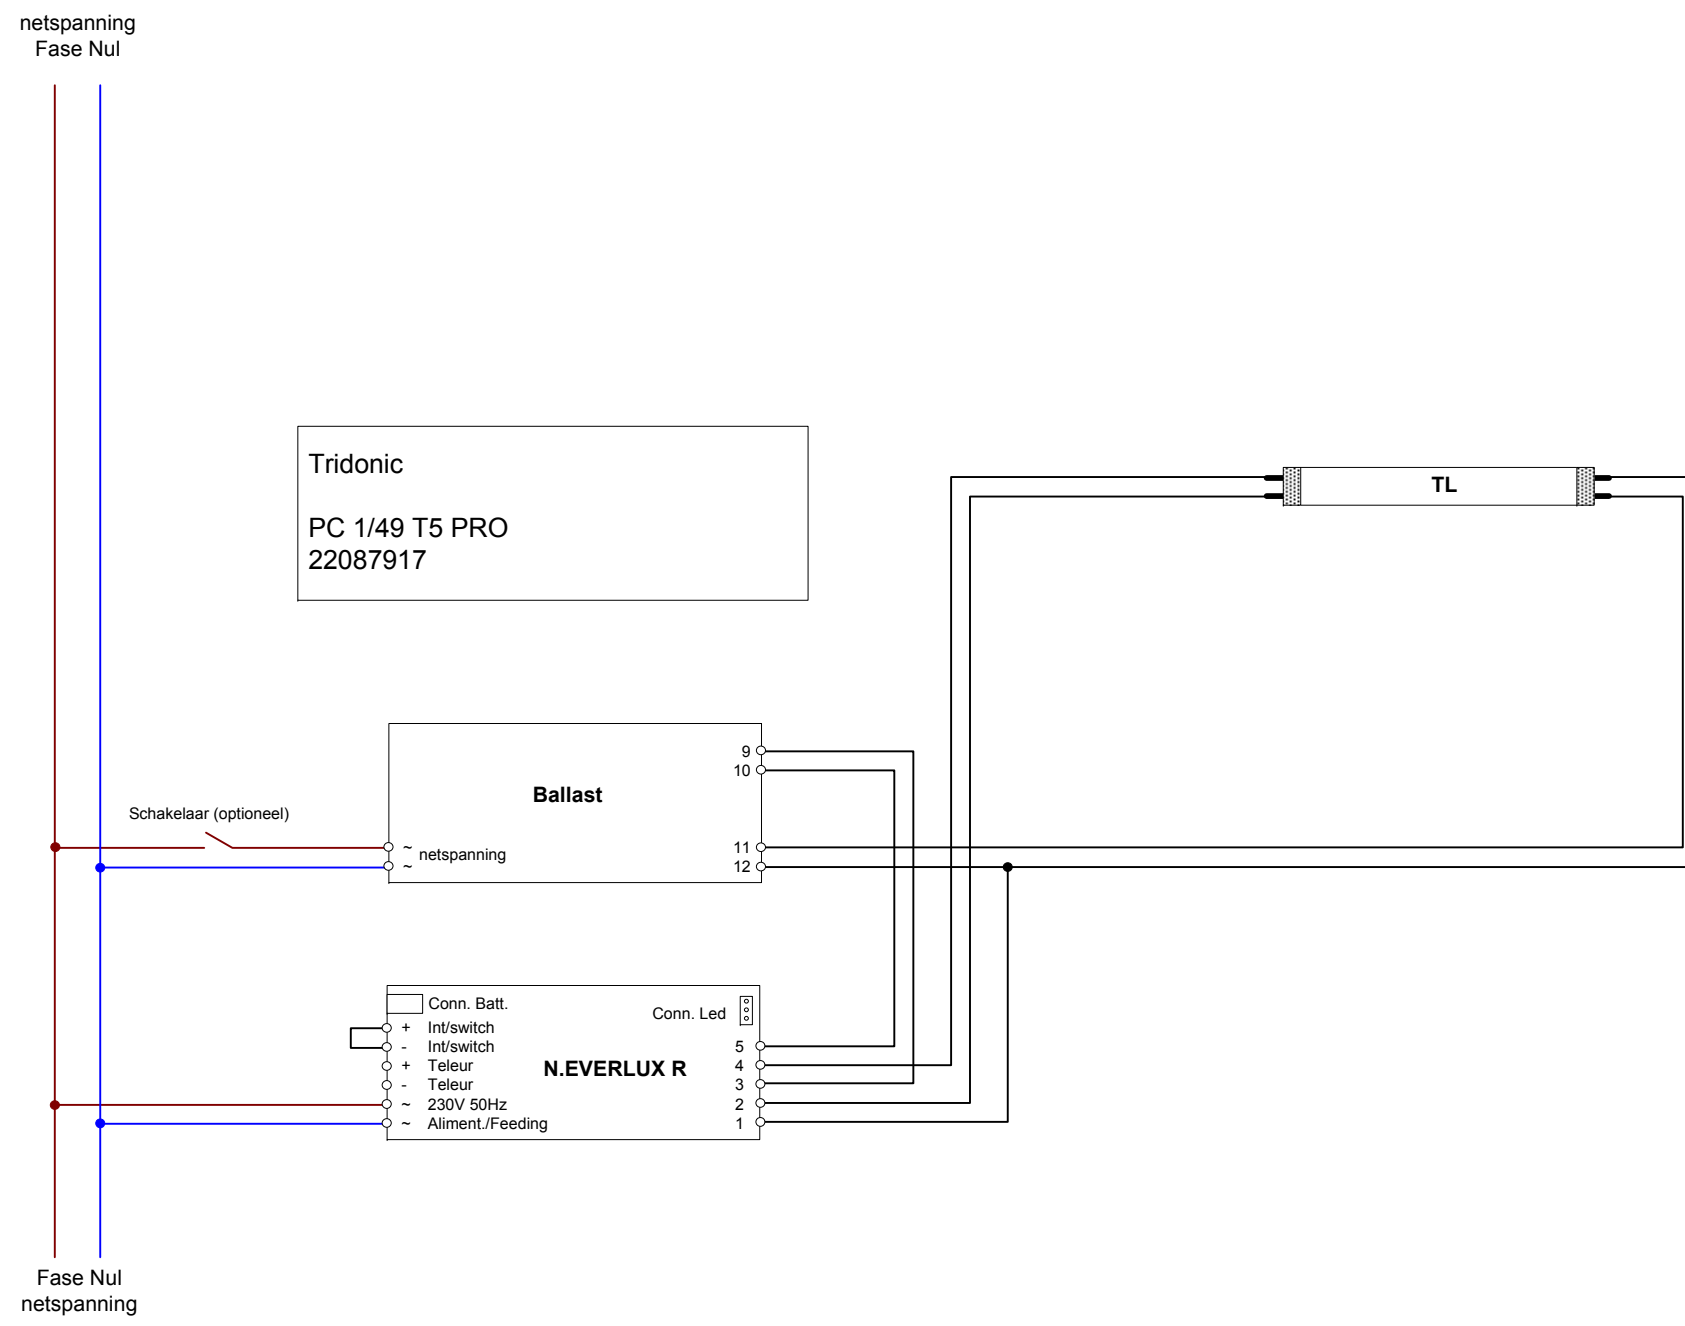 netspanning
Fase Nul
Tridonic
PC 1/49 T5 PRO
22087917
TL
9
10
Ballast
Schakelaar (optioneel)
~
netspanning
~
11
12
Conn. Batt.
Conn. Led
+ Int/switch
- Int/switch
+ Teleur
- Teleur
~ 230V 50Hz
~ Aliment./Feeding
N.EVERLUX R
5
4
3
2
1
Fase Nul
netspanning